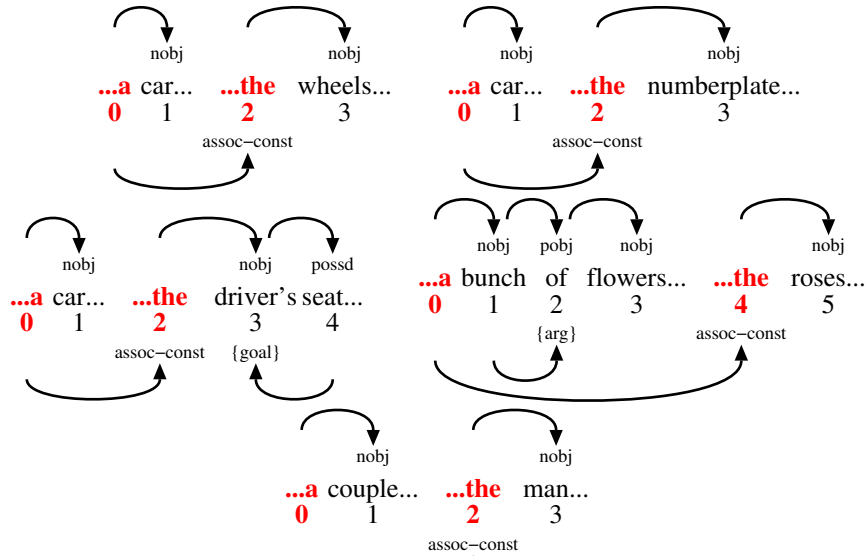 nobj nobj
...a car... ...the wheels...
0 1 2 3
assoc-const
nobj nobj
...a car... ...the numberplate...
0 1 2 3
assoc-const
nobj nobj possd
...a car... ...the driver's seat...
0 1 2 3 4
assoc-const {goal}
nobj pobj nobj nobj
...a bunch of flowers... ...the roses...
0 1 2 3 4 5
{arg} assoc-const
nobj nobj
...a couple... ...the man...
0 1 2 3
assoc-const